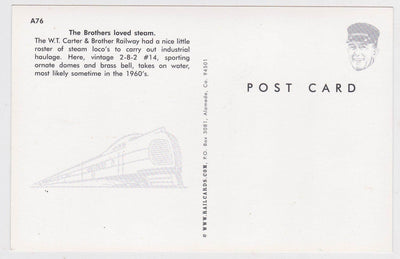 A76
The Brothers loved steam.
The W.T. Carter & Brother Railway had a nice little
roster of steam loco's to carry out industrial
haulage. Here, vintage 2-8-2 #14, sporting
ornate domes and brass bell, takes on water,
most likely sometime in the 1960's.
© WWW.RAILCARDS.COM, P.O. Box 3081, Alameda, Ca. 94501
POST CARD